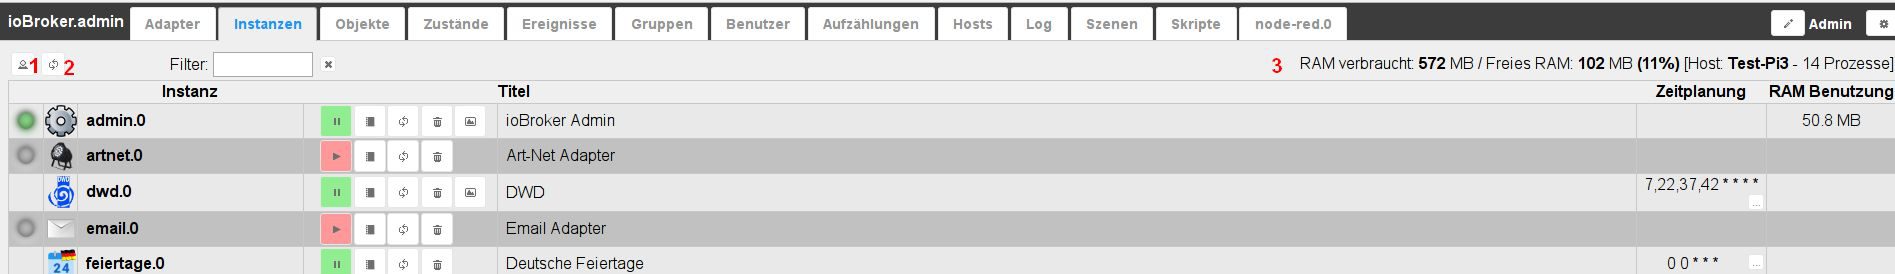 ioBroker.admin Adapter Instanzen Objekte Zustände Ereignisse Gruppen Benutzer Aufzählungen Hosts Log Szenen Skripte node-red.0 Admin
1 2 Filter: 3 RAM verbraucht: 572 MB / Freies RAM: 102 MB (11%) [Host: Test-Pi3 - 14 Prozesse]
Instanz Titel Zeitplanung RAM Benutzung
admin.0 ioBroker Admin 50.8 MB
artnet.0 Art-Net Adapter
DWD dwd.0 DWD 7,22,37,42 * * * *
...
email.0 Email Adapter
24 feiertage.0 Deutsche Feiertage 0 0 * * * ...